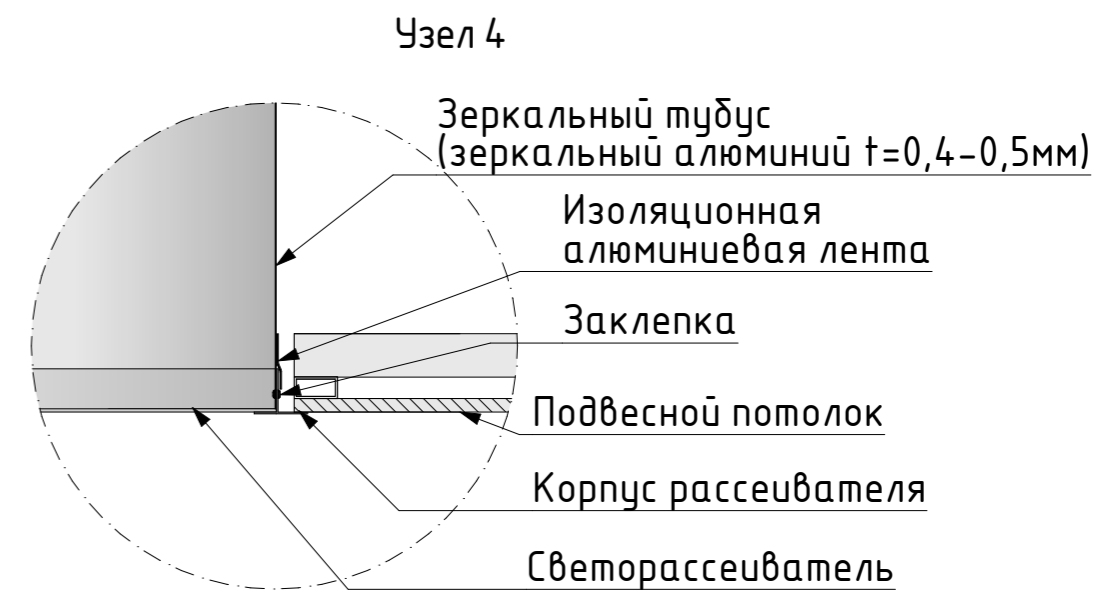 Узел 4
Зеркальный тубус
(зеркальный алюминий t=0,4-0,5мм)
Изоляционная
алюминиевая лента
Заклепка
Подвесной потолок
Корпус рассеивателя
Светорассеиватель